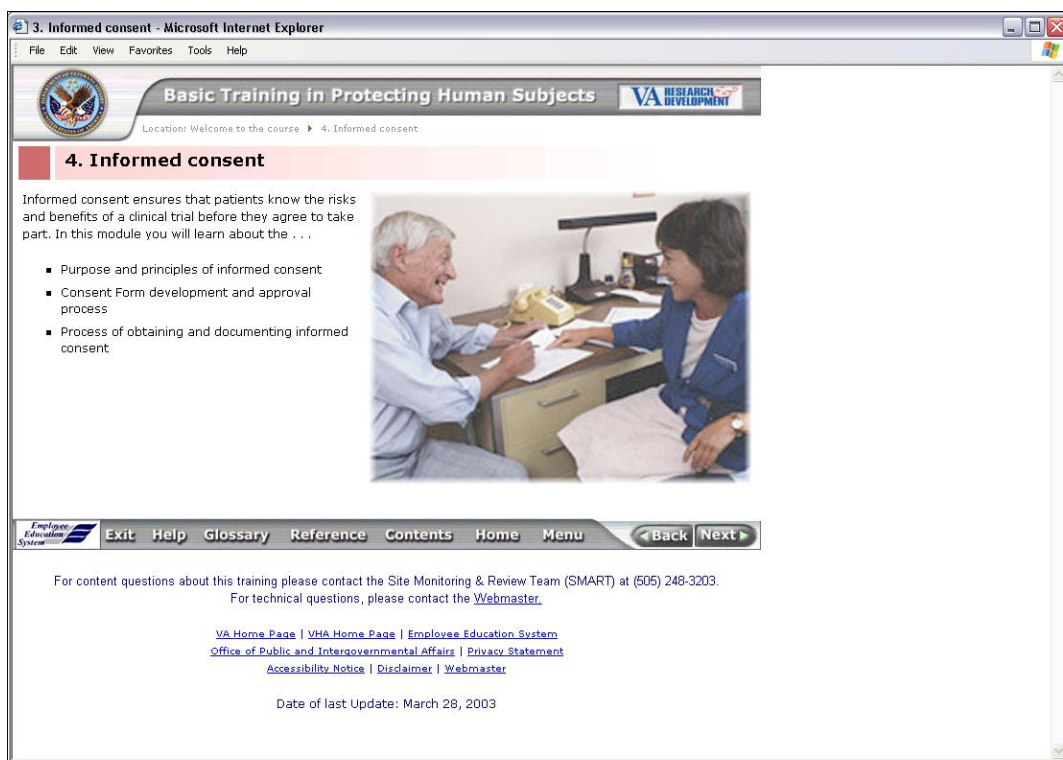 3. Informed consent - Microsoft Internet Explorer
File Edit View Favorites Tools Help
Basic Training in Protecting Human Subjects
VA RESEARCH DEVELOPMENT
Location: Welcome to the course ▶ 4. Informed consent
4. Informed consent
Informed consent ensures that patients know the risks
and benefits of a clinical trial before they agree to take
part. In this module you will learn about the . . .
▪ Purpose and principles of informed consent
▪ Consent Form development and approval
process
▪ Process of obtaining and documenting informed
consent
Employee
Education
System
Exit Help Glossary Reference Contents Home Menu Back Next
For content questions about this training please contact the Site Monitoring & Review Team (SMART) at (505) 248-3203.
For technical questions, please contact the Webmaster.
VA Home Page | VHA Home Page | Employee Education System
Office of Public and Intergovernmental Affairs | Privacy Statement
Accessibility Notice | Disclaimer | Webmaster
Date of last Update: March 28, 2003